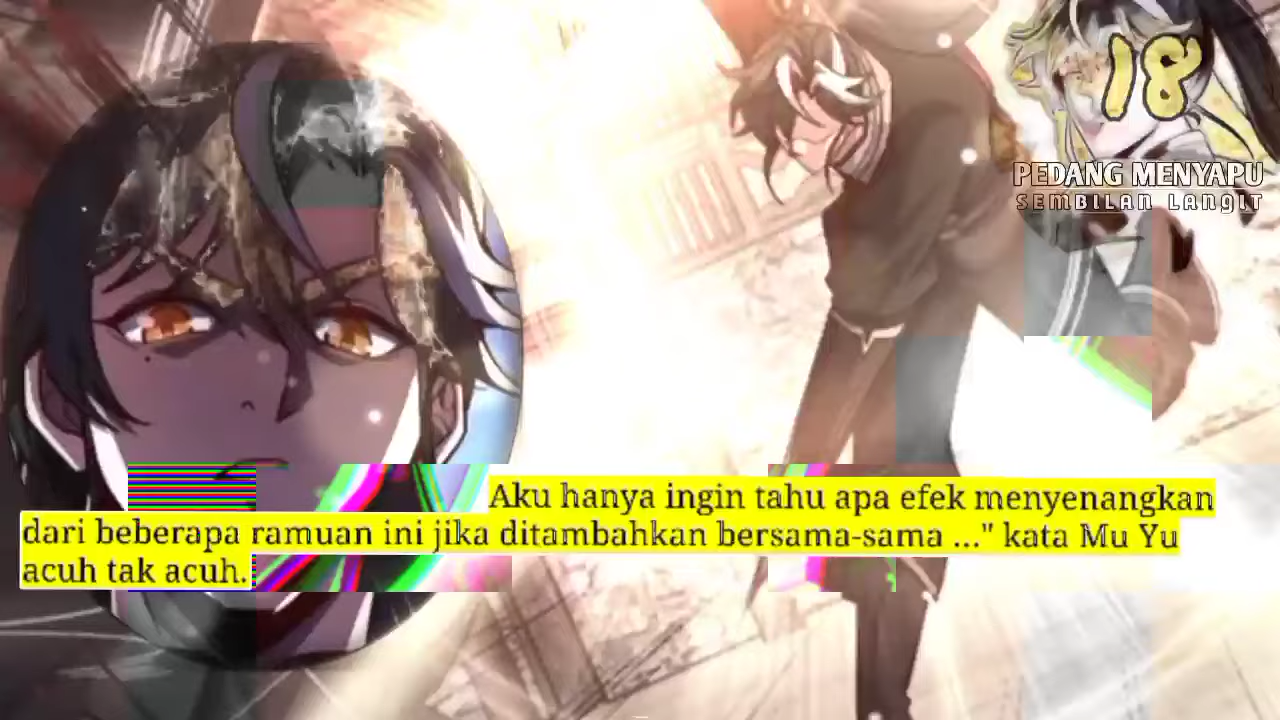 18
PEDANG MENYAPU
SEMBILAN LANGIT
Aku hanya ingin tahu apa efek menyenangkan
dari beberapa ramuan ini jika ditambahkan bersama-sama ..." kata Mu Yu
acuh tak acuh.